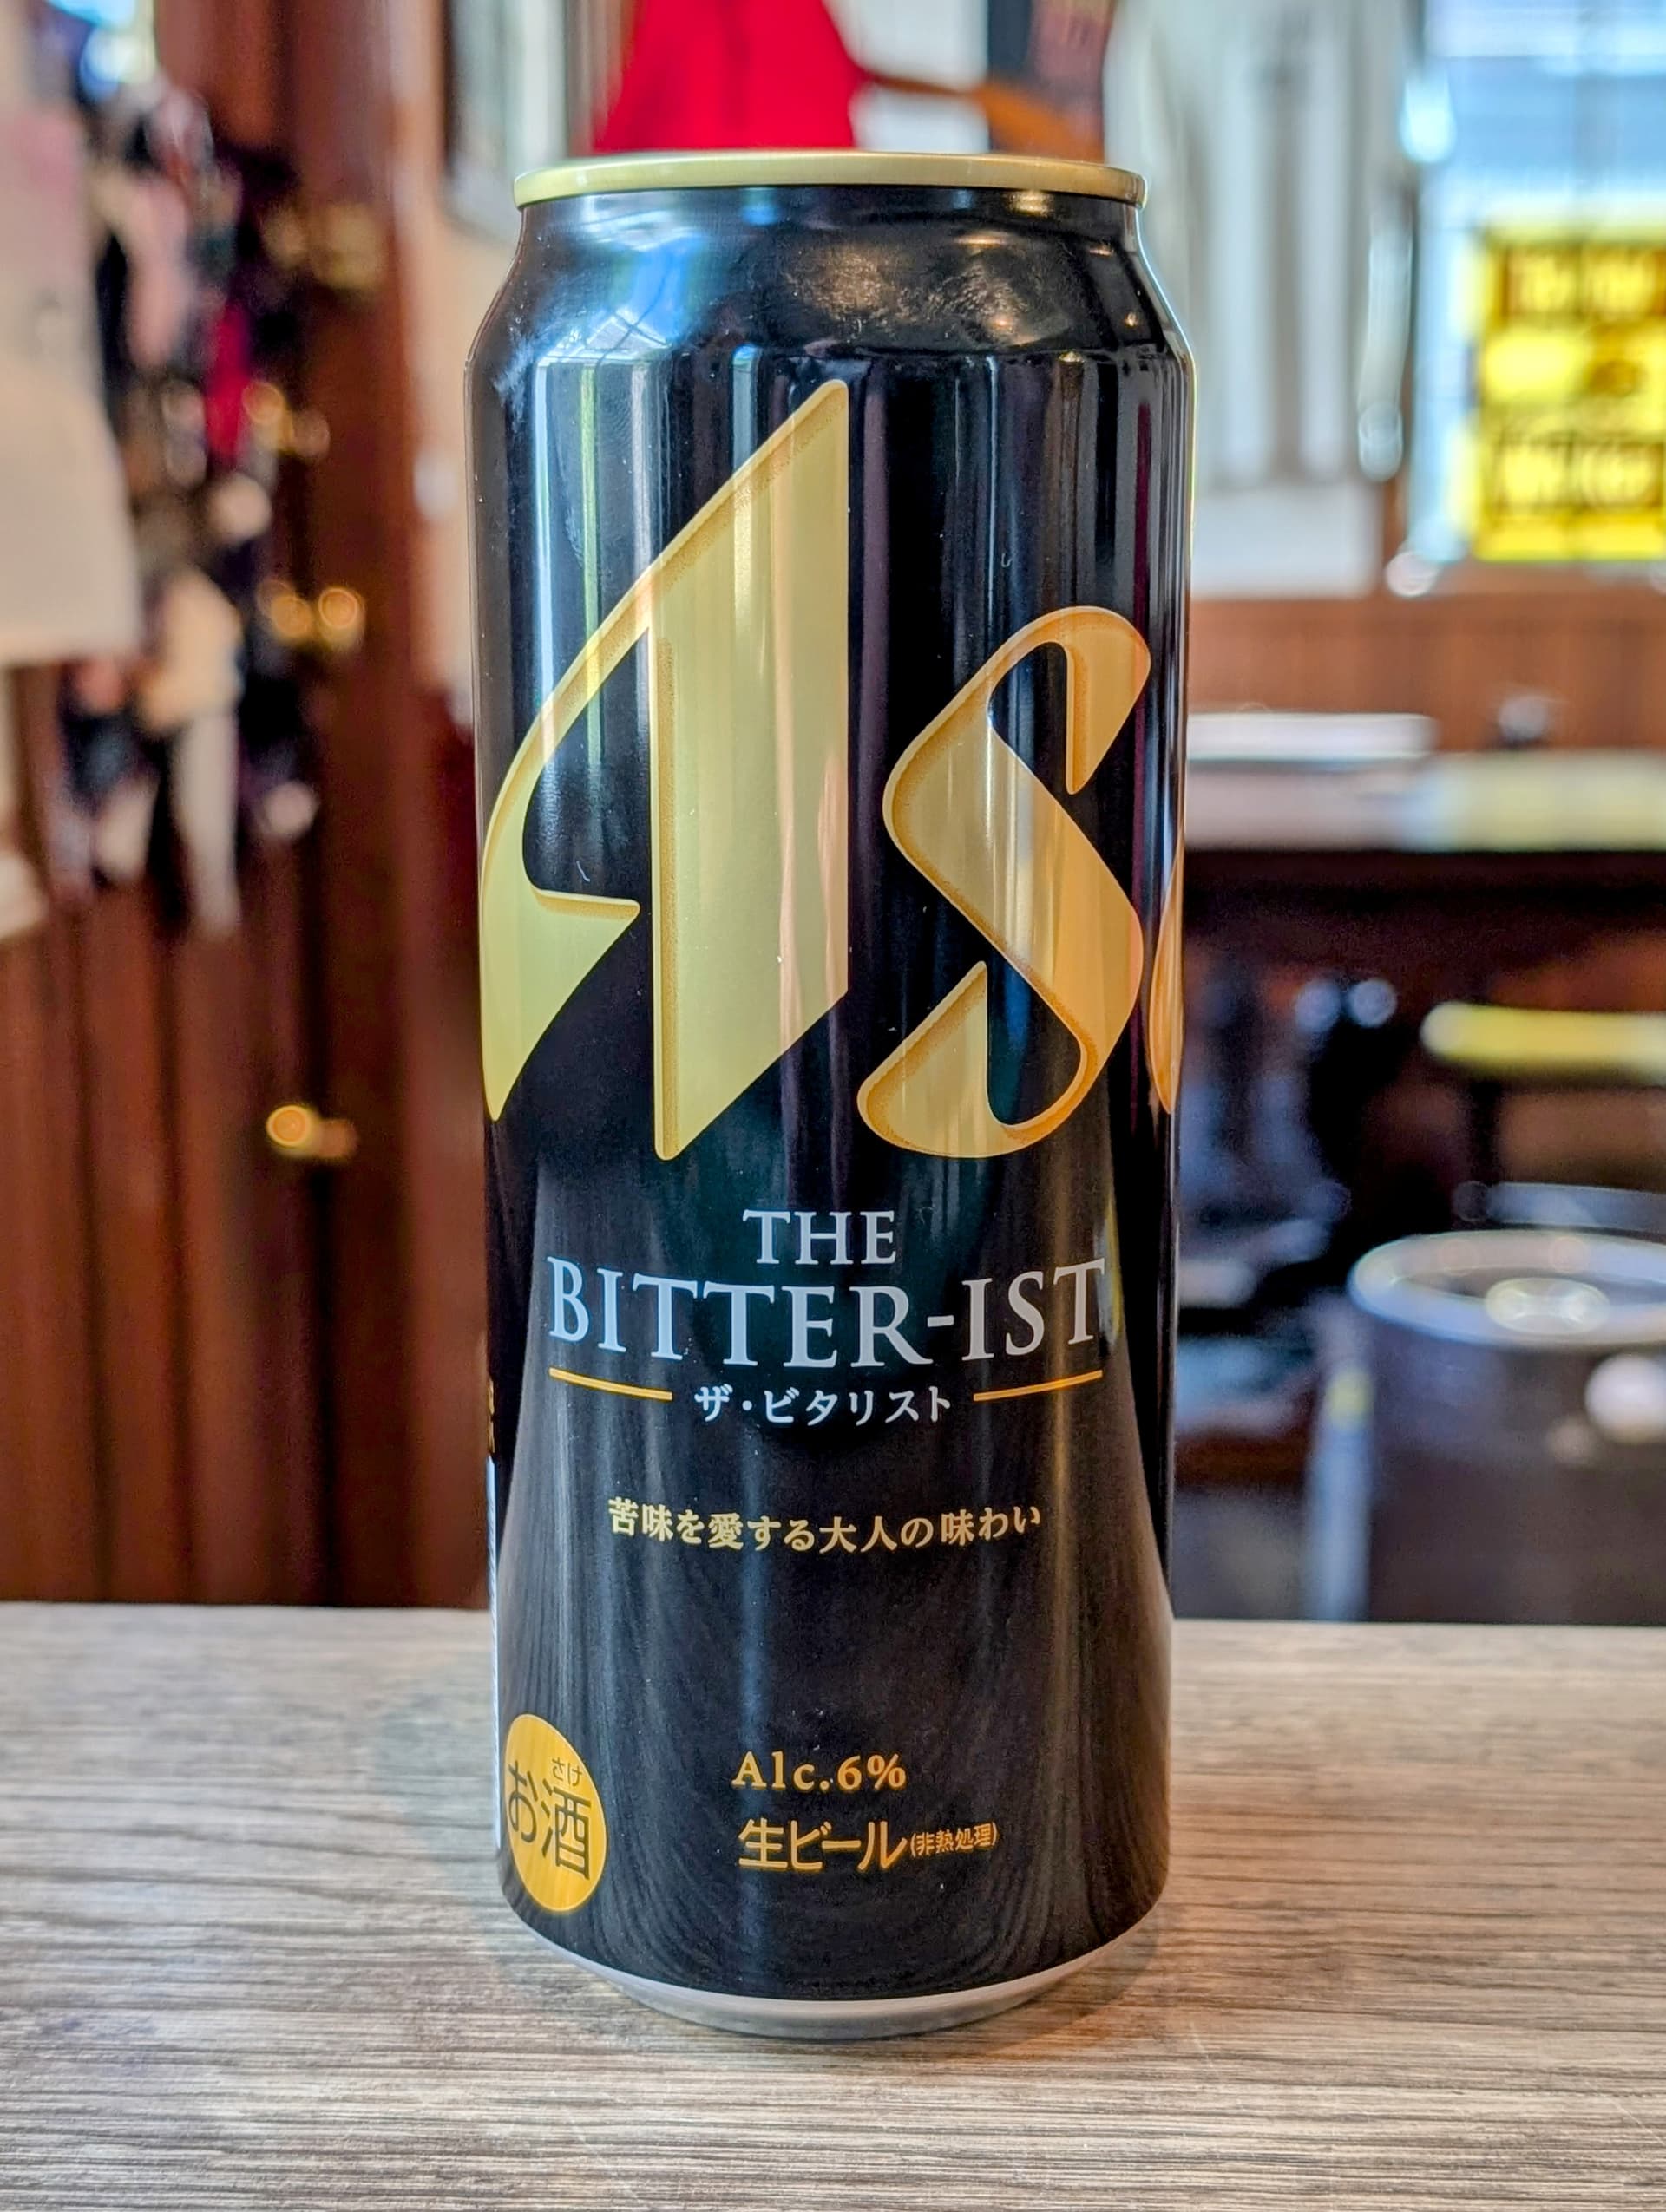 As
THE
BITTER-IST
ザ・ビタリスト
苦味を愛する大人の味わい
Alc.6%
生ビール(非熱処理)
さけ
お酒